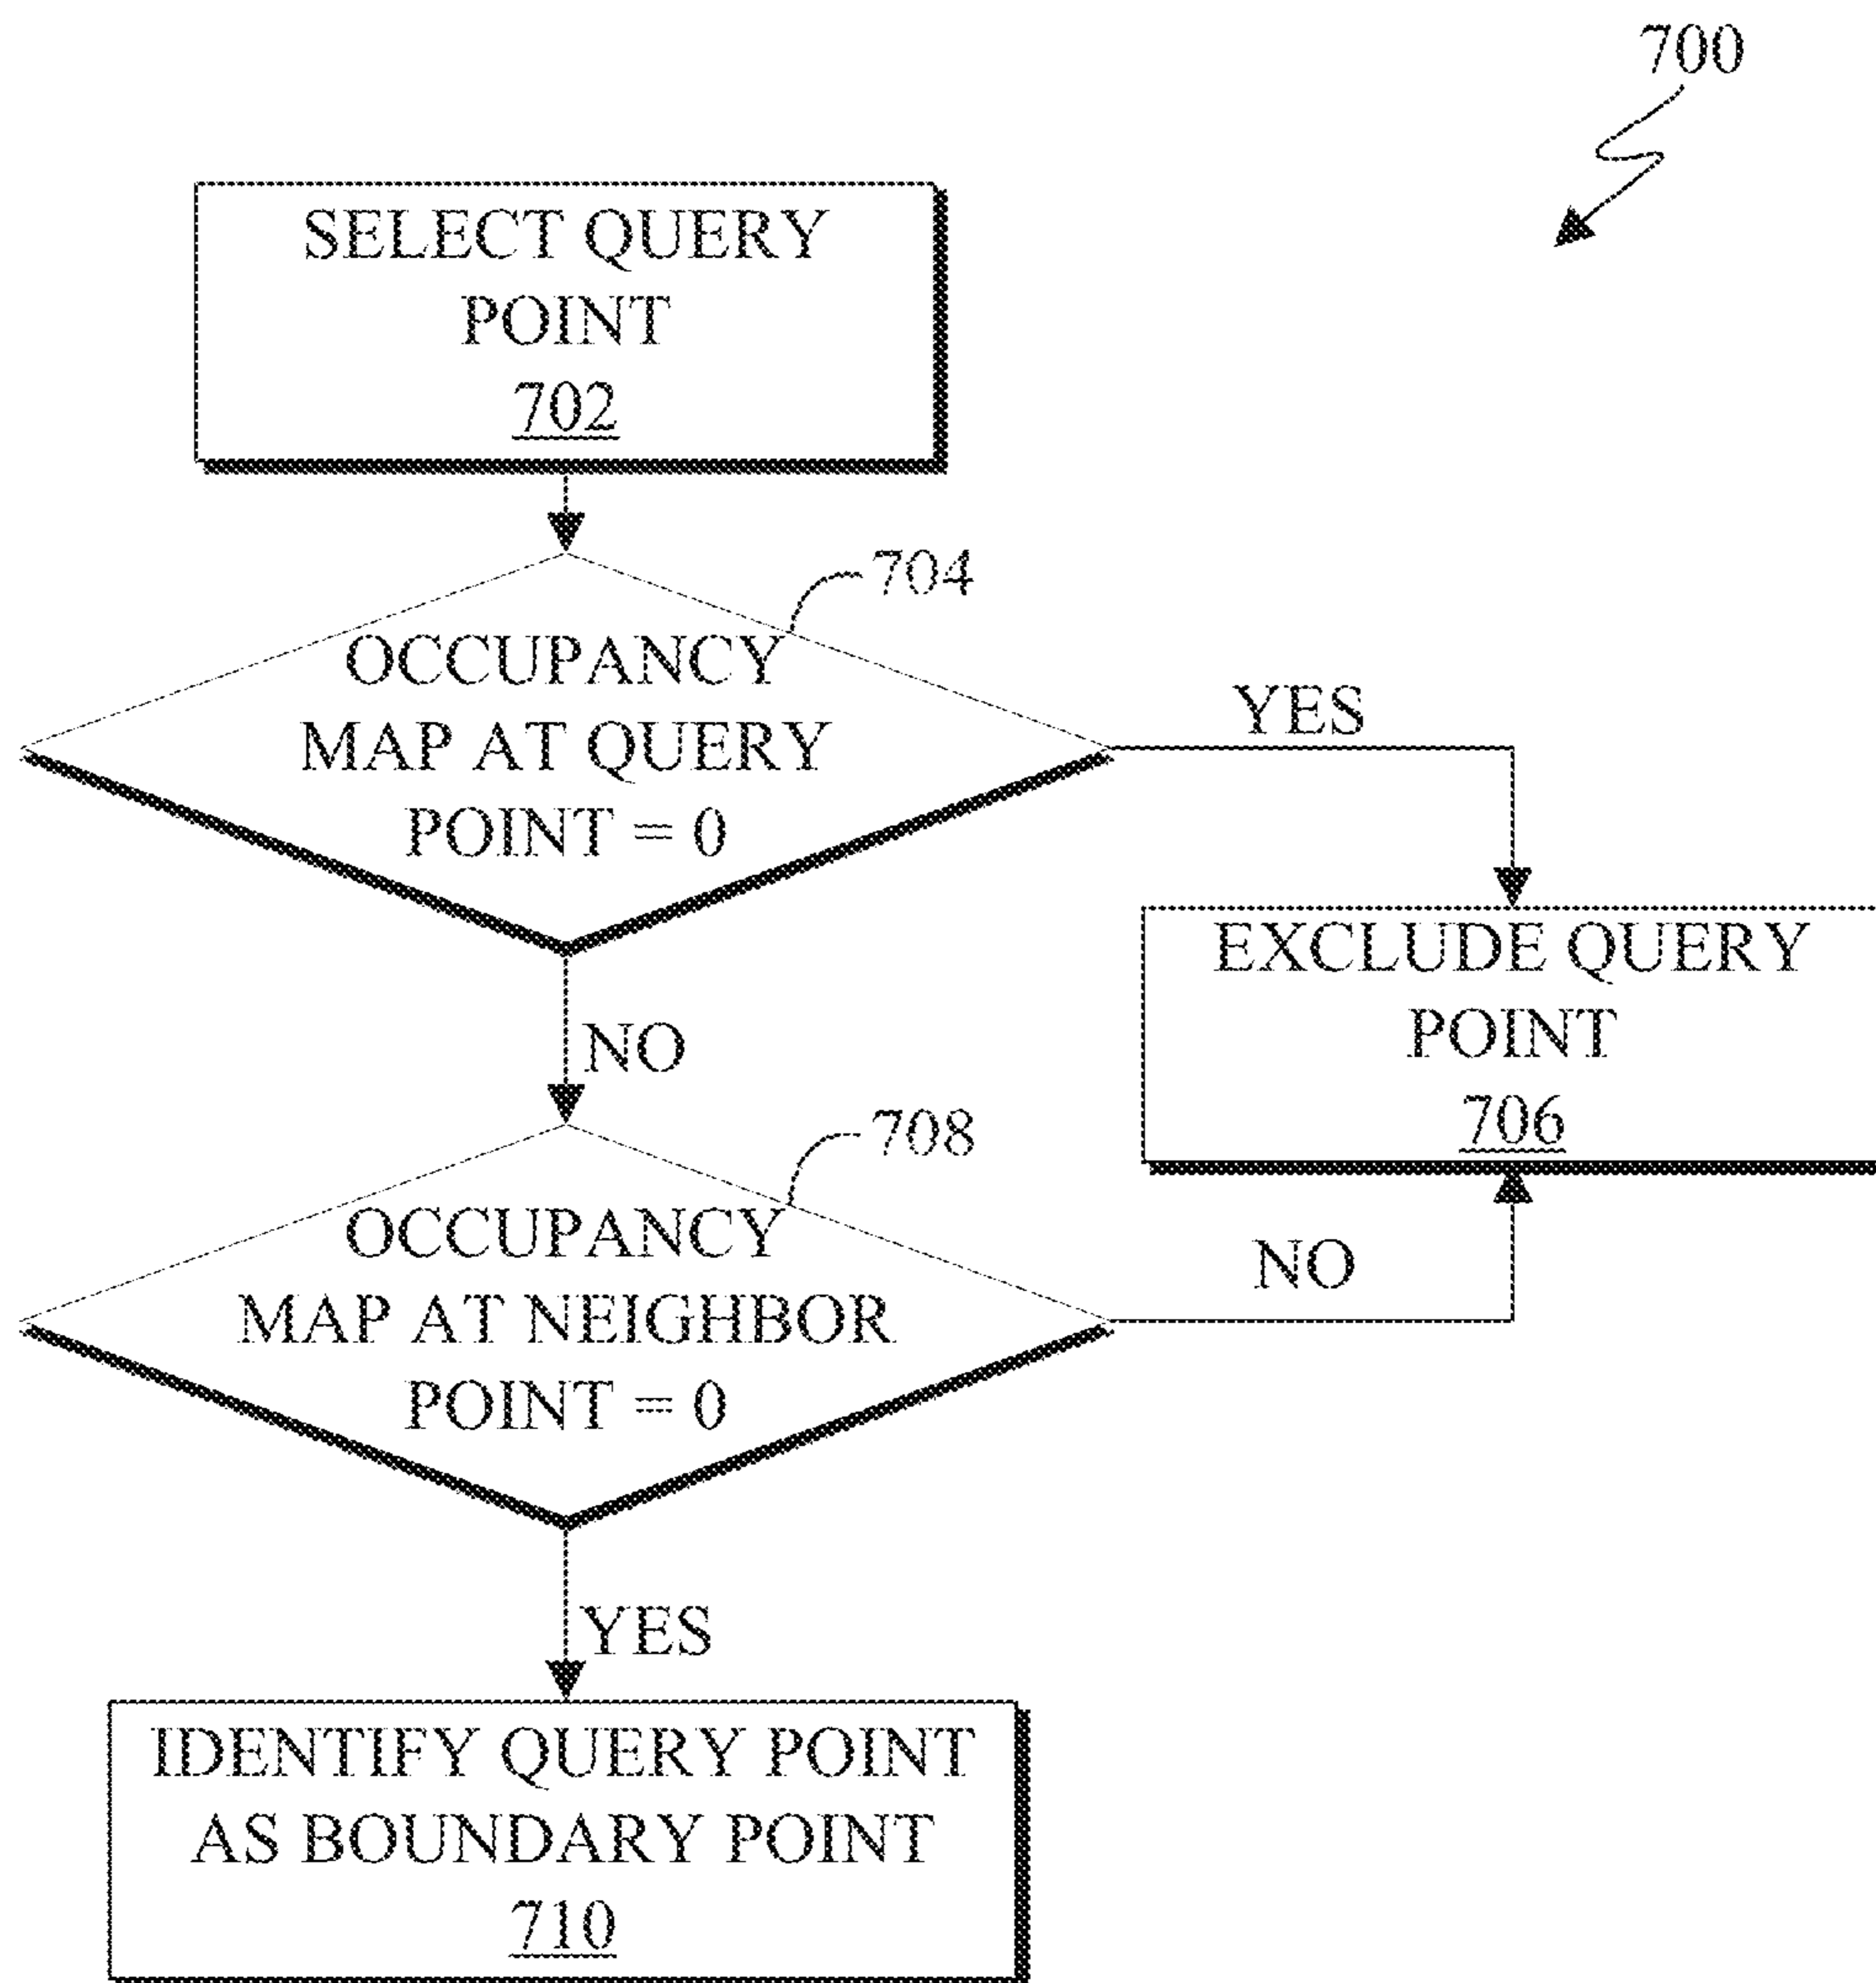 700
SELECT QUERY
POINT
702
704
OCCUPANCY
MAP AT QUERY
POINT = 0
YES
EXCLUDE QUERY
POINT
706
NO
708
OCCUPANCY
MAP AT NEIGHBOR
POINT = 0
NO
YES
IDENTIFY QUERY POINT
AS BOUNDARY POINT
710